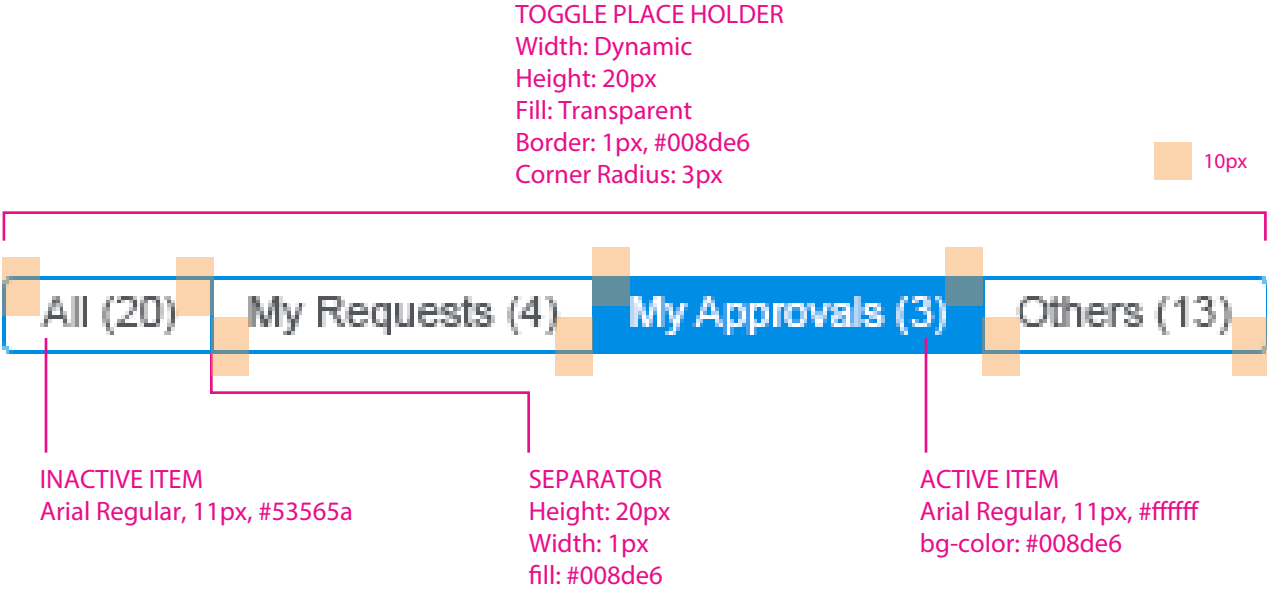 TOGGLE PLACE HOLDER
Width: Dynamic
Height: 20px
Fill: Transparent
Border: 1px, #008de6
Corner Radius: 3px
10px
All (20) My Requests (4) My Approvals (3) Others (13)
INACTIVE ITEM
Arial Regular, 11px, #53565a
SEPARATOR
Height: 20px
Width: 1px
fill: #008de6
ACTIVE ITEM
Arial Regular, 11px, #ffffff
bg-color: #008de6